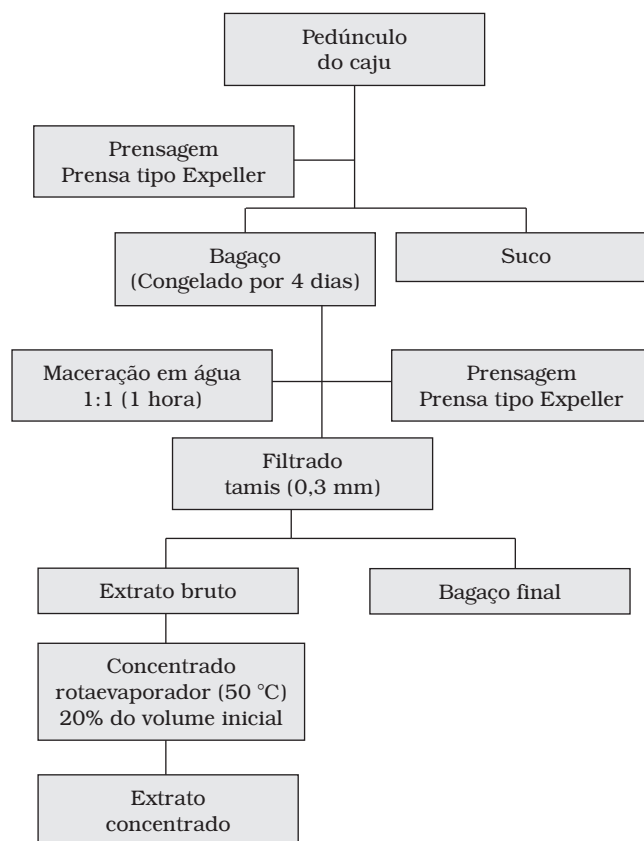 Pedúnculo
do caju
Prensagem
Prensa tipo Expeller
Bagaço
(Congelado por 4 dias)
Suco
Maceração em água
1:1 (1 hora)
Prensagem
Prensa tipo Expeller
Filtrado
tamis (0,3 mm)
Extrato bruto
Bagaço final
Concentrado
rotaevaporador (50 °C)
20% do volume inicial
Extrato
concentrado